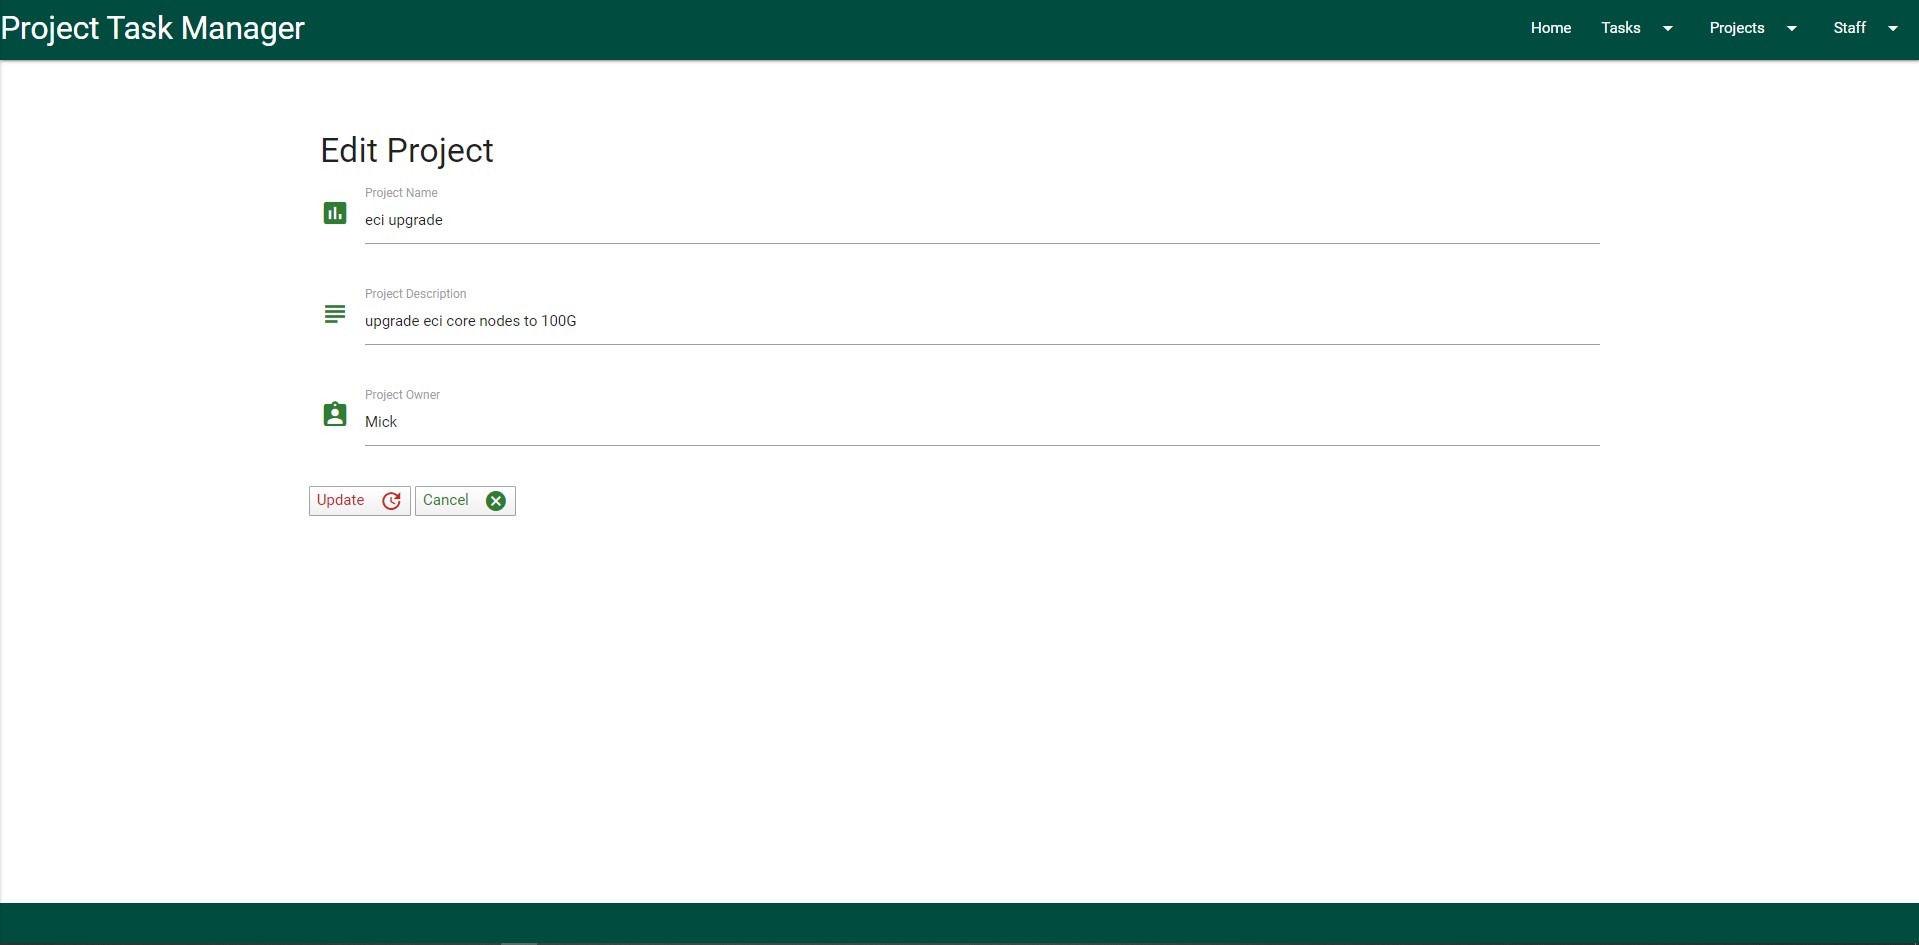 Project Task Manager
Home Tasks Projects Staff
Edit Project
Project Name
eci upgrade
Project Description
upgrade eci core nodes to 100G
Project Owner
Mick
Update Cancel